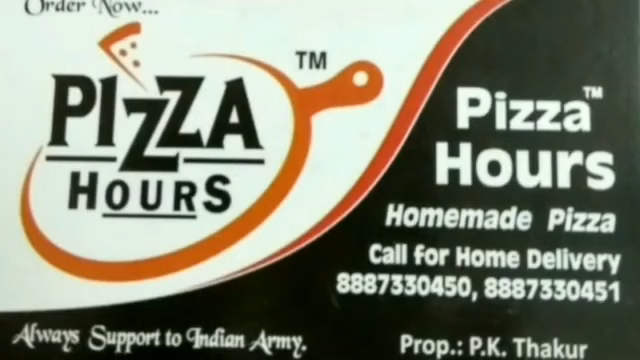 Order Now...
PIZZA TM
HOURS
Pizza TM
Hours
Homemade Pizza
Call for Home Delivery
8887330450, 8887330451
Always Support to Indian Army.
Prop.: P.K. Thakur